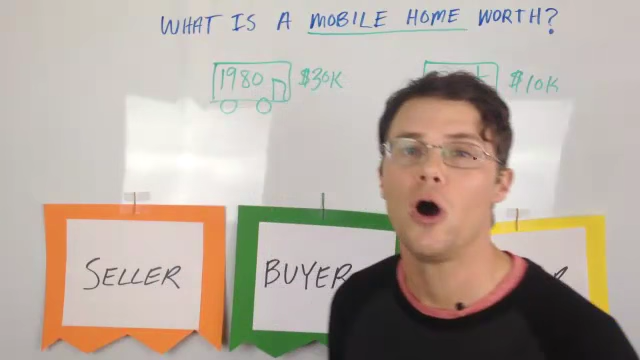 WHAT IS A MOBILE HOME WORTH?
1980 $30K
$10K
SELLER
BUYER